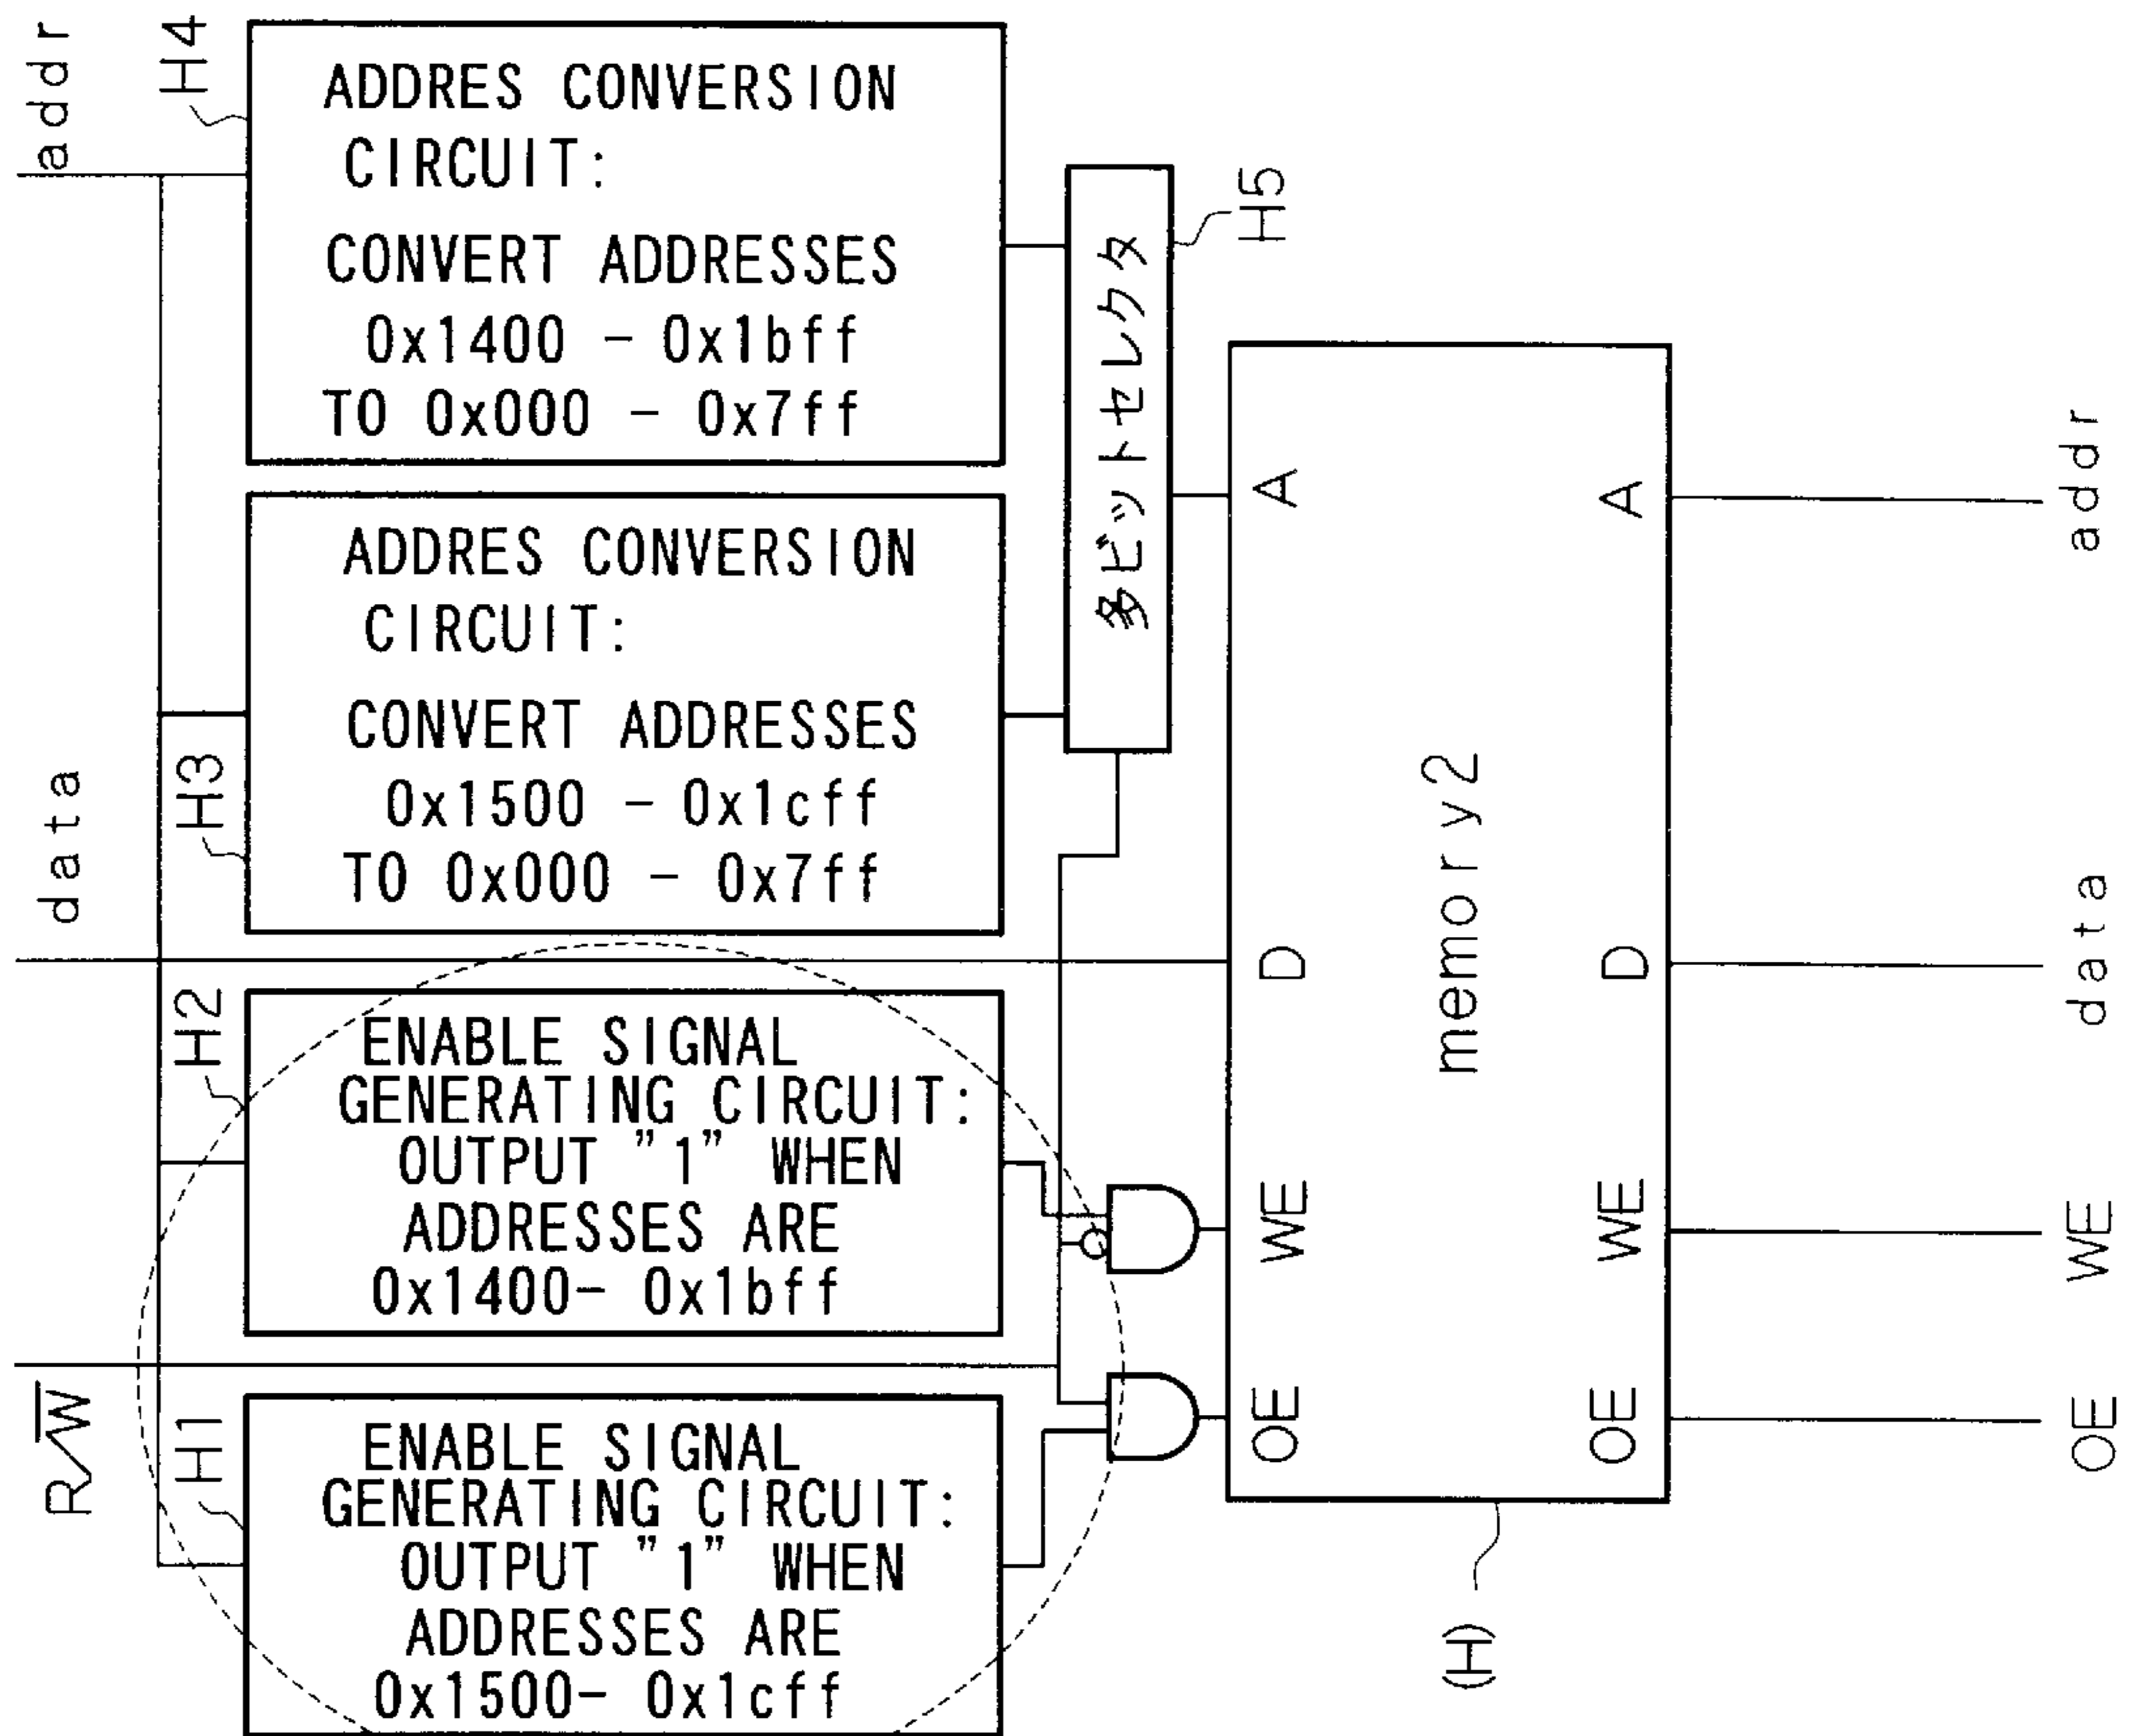 addr
H4
ADDRES CONVERSION
CIRCUIT:
CONVERT ADDRESSES
0x1400 - 0x1bff
TO 0x000 - 0x7ff
H5
多ビットセレクタ
ADDRES CONVERSION
CIRCUIT:
CONVERT ADDRESSES
0x1500 - 0x1cff
TO 0x000 - 0x7ff
H3
data
H2
ENABLE SIGNAL
GENERATING CIRCUIT:
OUTPUT "1" WHEN
ADDRESSES ARE
0x1400- 0x1bff
R/W̅
H1
ENABLE SIGNAL
GENERATING CIRCUIT:
OUTPUT "1" WHEN
ADDRESSES ARE
0x1500- 0x1cff
A
D
WE
OE
memory2
A
D
WE
OE
addr
data
WE
OE
(H)